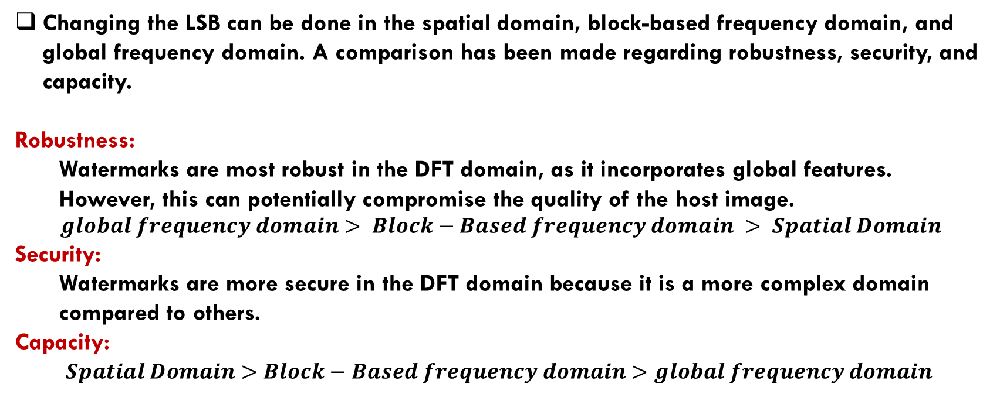 ❑ Changing the LSB can be done in the spatial domain, block-based frequency domain, and
global frequency domain. A comparison has been made regarding robustness, security, and
capacity.
Robustness:
Watermarks are most robust in the DFT domain, as it incorporates global features.
However, this can potentially compromise the quality of the host image.
global frequency domain > Block − Based frequency domain > Spatial Domain
Security:
Watermarks are more secure in the DFT domain because it is a more complex domain
compared to others.
Capacity:
Spatial Domain > Block − Based frequency domain > global frequency domain